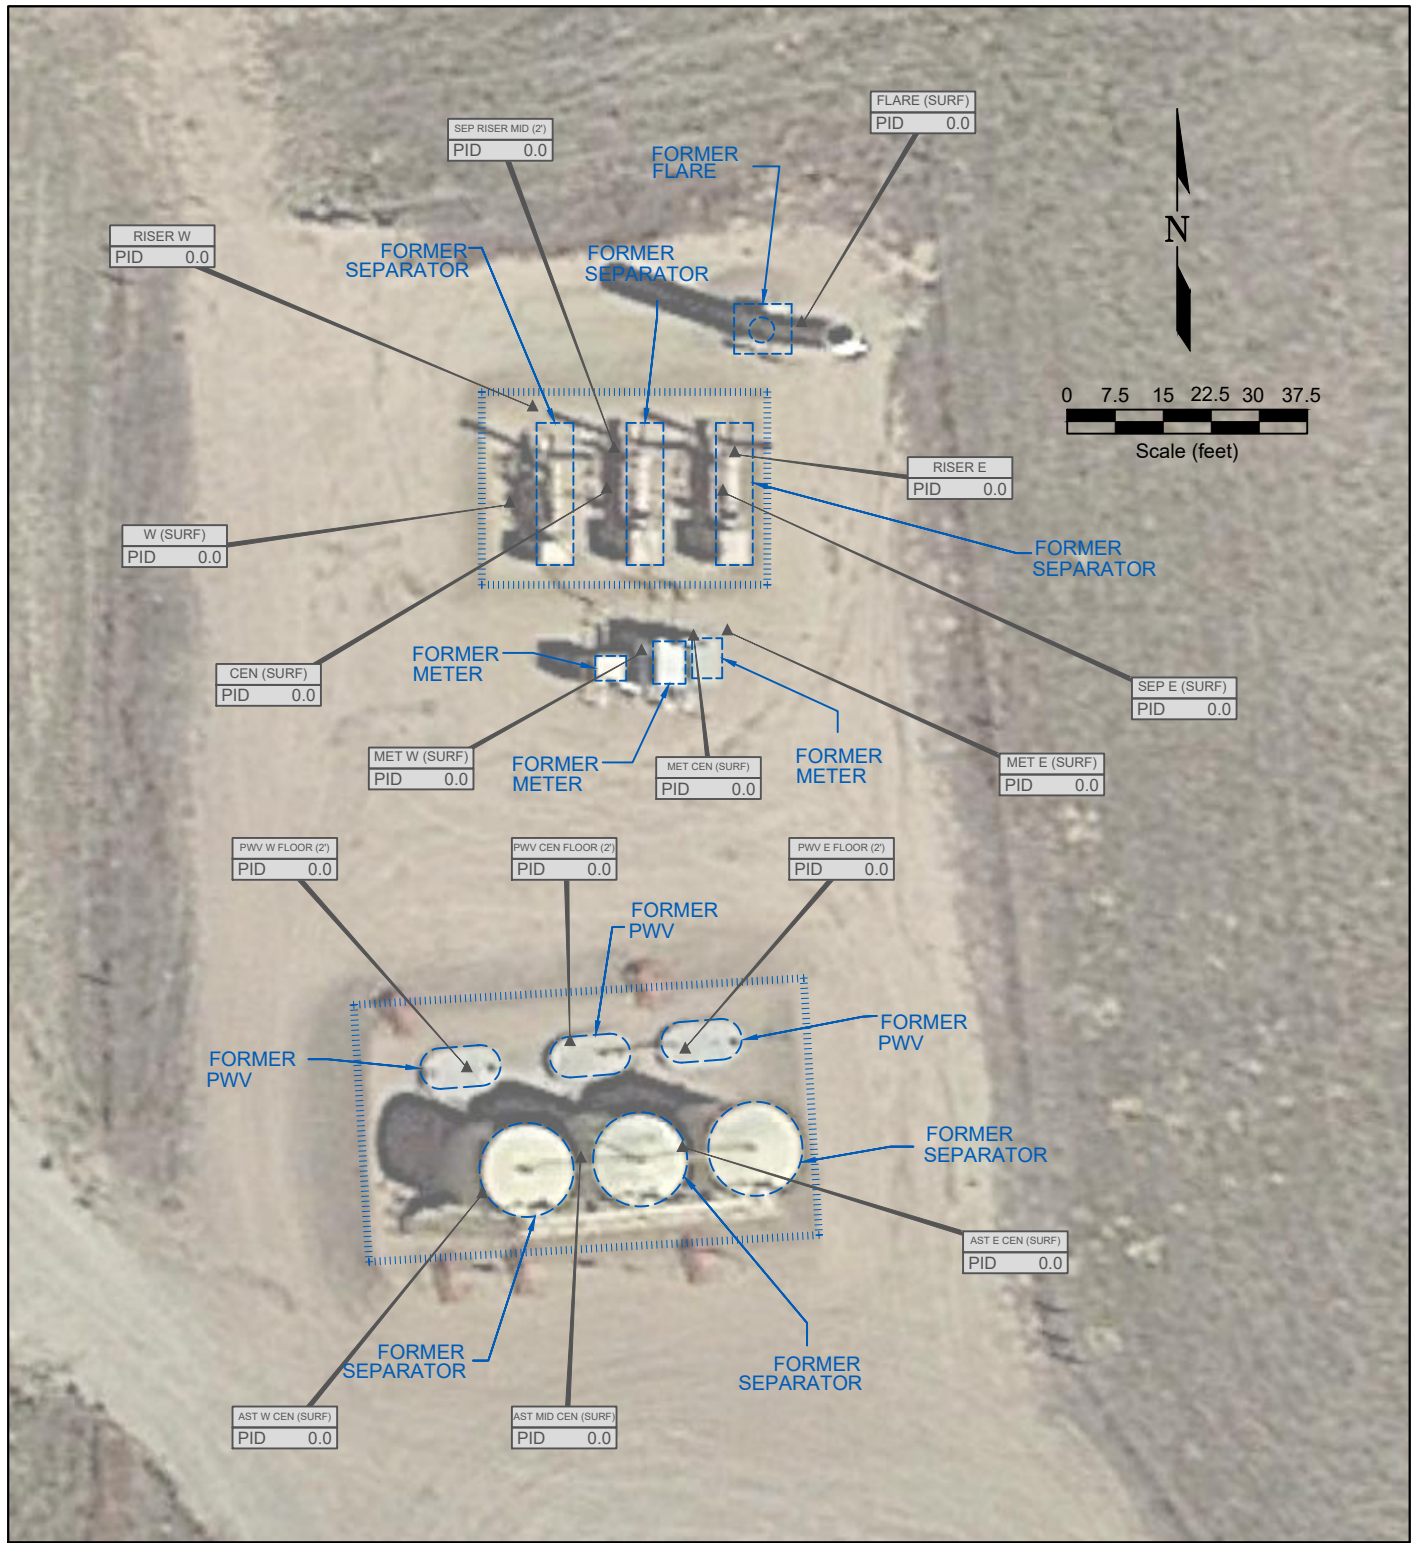 FLARE (SURF)
PID 0.0
SEP RISER MID (2')
PID 0.0
FORMER
FLARE
N
RISER W
PID 0.0
FORMER
SEPARATOR
FORMER
SEPARATOR
0 7.5 15 22.5 30 37.5
Scale (feet)
RISER E
PID 0.0
W (SURF)
PID 0.0
FORMER
SEPARATOR
FORMER
METER
CEN (SURF)
PID 0.0
SEP E (SURF)
PID 0.0
MET W (SURF)
PID 0.0
FORMER
METER
MET CEN (SURF)
PID 0.0
FORMER
METER
MET E (SURF)
PID 0.0
PWV W FLOOR (2')
PID 0.0
PWV CEN FLOOR (2')
PID 0.0
PWV E FLOOR (2')
PID 0.0
FORMER
PWV
FORMER
PWV
FORMER
PWV
FORMER
SEPARATOR
AST E CEN (SURF)
PID 0.0
FORMER
SEPARATOR
FORMER
SEPARATOR
AST W CEN (SURF)
PID 0.0
AST MID CEN (SURF)
PID 0.0